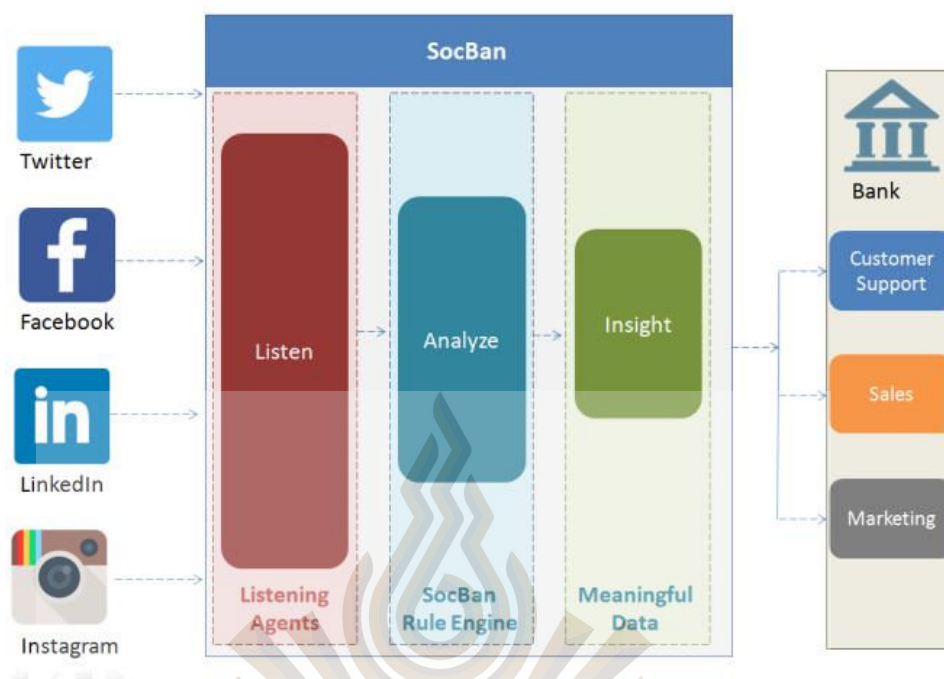 SocBan
Twitter
Facebook
LinkedIn
Instagram
Listen
Analyze
Insight
Listening
Agents
SocBan
Rule Engine
Meaningful
Data
Bank
Customer
Support
Sales
Marketing